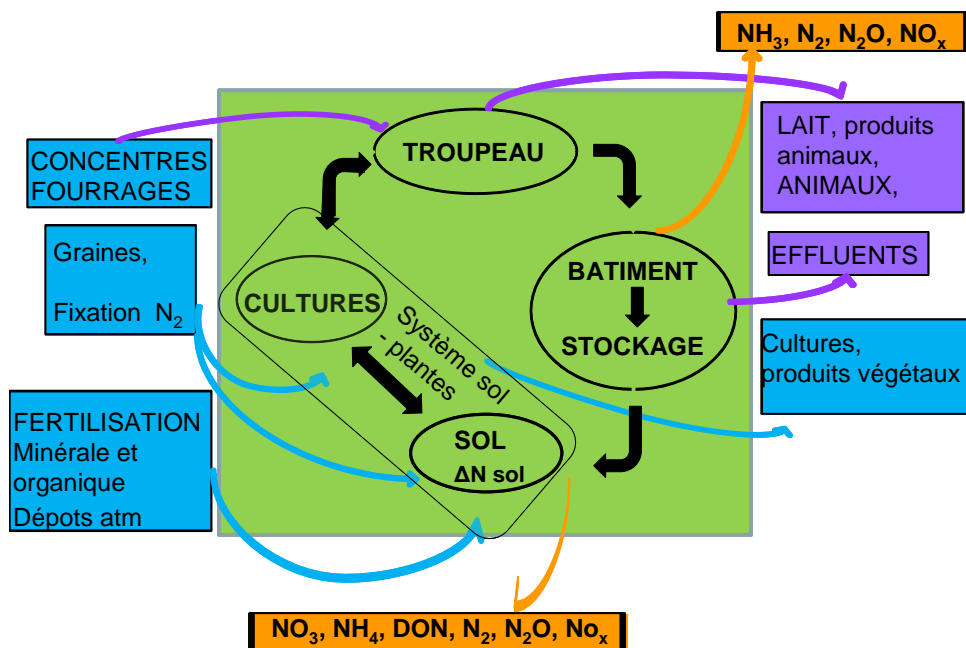 NH₃, N₂, N₂O, NOₓ
CONCENTRES
FOURRAGES
TROUPEAU
LAIT, produits
animaux,
ANIMAUX,
Graines,
Fixation N₂
CULTURES
Système sol
- plantes
BATIMENT
STOCKAGE
EFFLUENTS
Cultures,
produits végétaux
FERTILISATION
Minérale et
organique
Dépots atm
SOL
ΔN sol
NO₃, NH₄, DON, N₂, N₂O, Noₓ